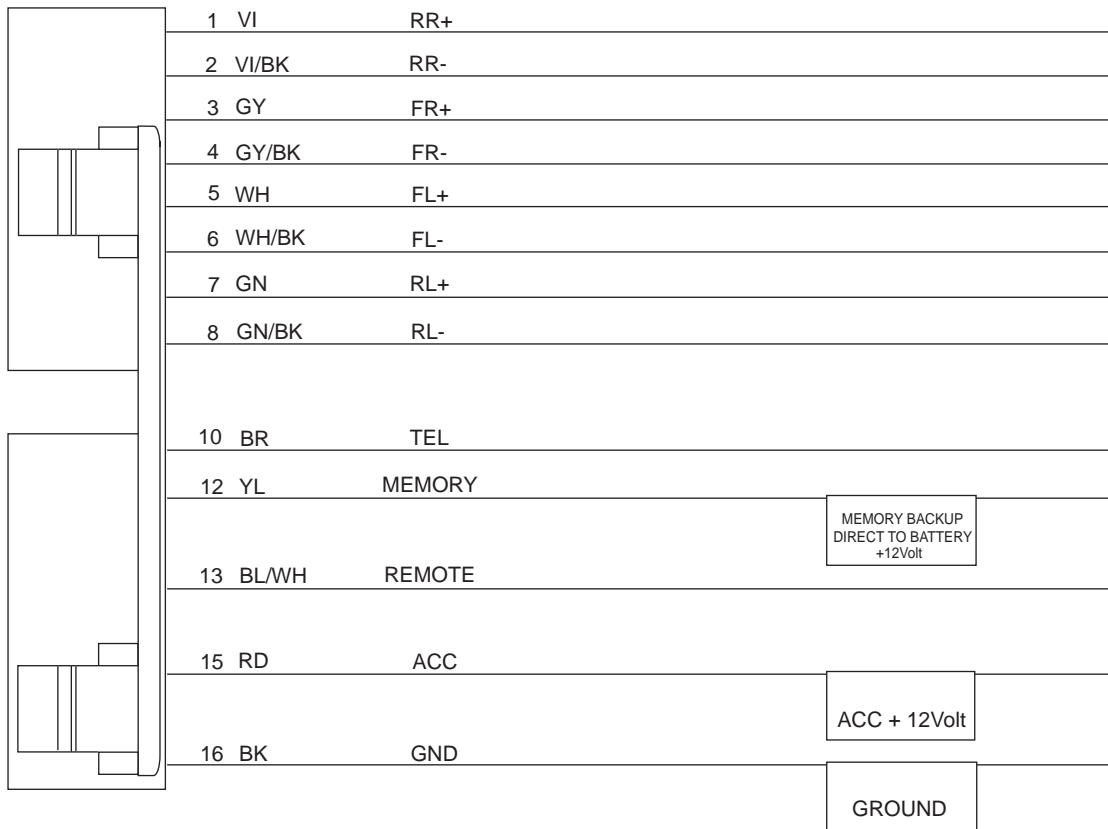 1 VI RR+
2 VI/BK RR-
3 GY FR+
4 GY/BK FR-
5 WH FL+
6 WH/BK FL-
7 GN RL+
8 GN/BK RL-
10 BR TEL
12 YL MEMORY
MEMORY BACKUP
DIRECT TO BATTERY
+12Volt
13 BL/WH REMOTE
15 RD ACC
ACC + 12Volt
16 BK GND
GROUND